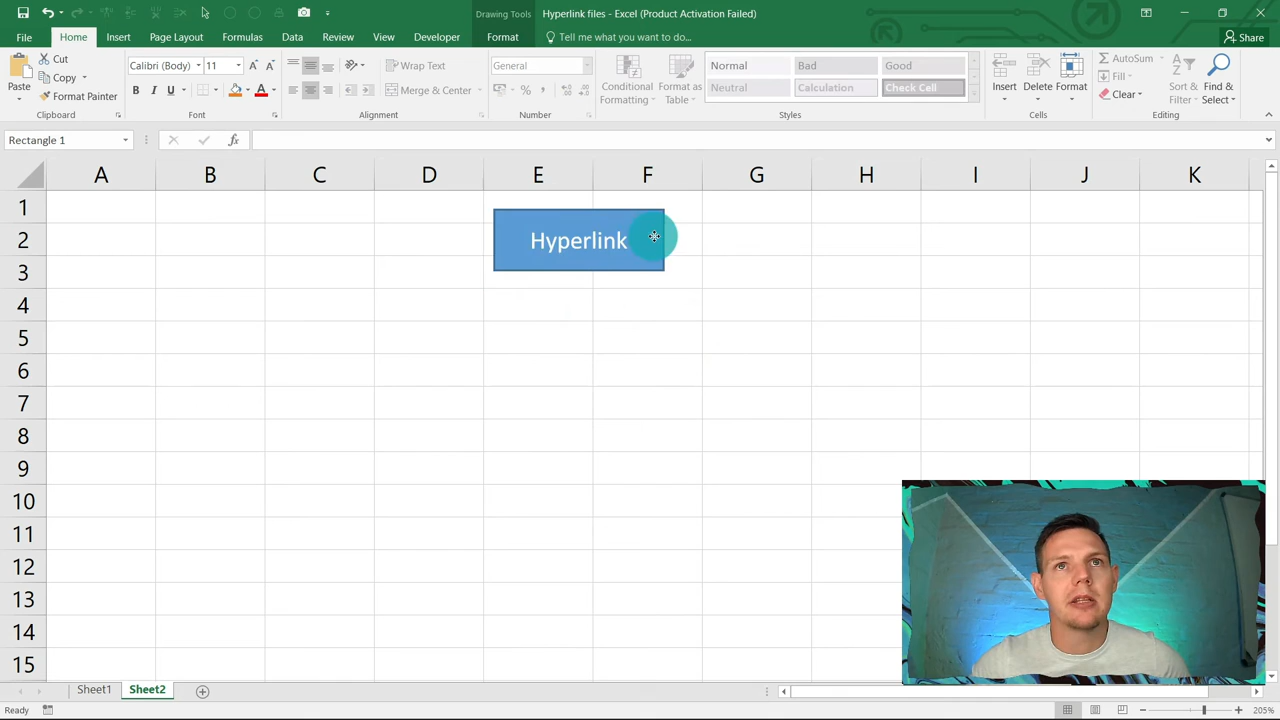 Drawing Tools
Hyperlink files - Excel (Product Activation Failed)
File Home Insert Page Layout Formulas Data Review View Developer Format Tell me what you want to do... Share
Paste
Cut
Copy
Format Painter
Clipboard
Calibri (Body) 11 A A
B I U A
Font
Wrap Text
Merge & Center
Alignment
General
%
Number
Conditional Formatting
Format as Table
Normal Bad Good
Neutral Calculation Check Cell
Styles
Insert Delete Format
Cells
AutoSum
Fill
Clear
Sort & Filter
Find & Select
Editing
Rectangle 1 fx
A B C D E F G H I J K
1
2
3
4
5
6
7
8
9
10
11
12
13
14
15
Hyperlink
Sheet1 Sheet2
Ready 205%